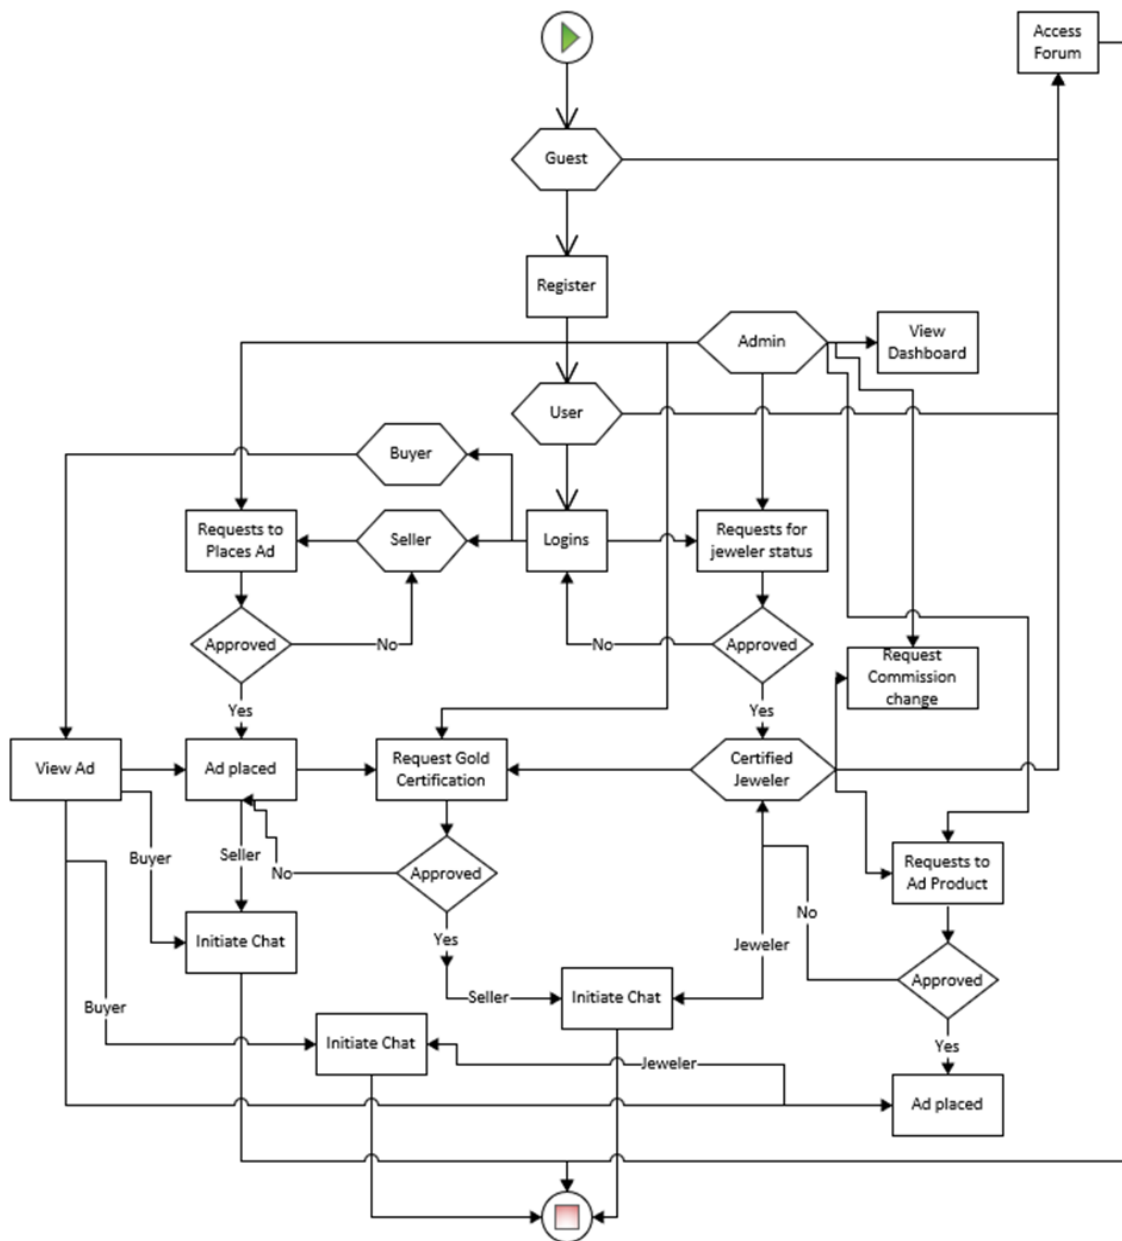 Access
Forum
Guest
Register
Admin
View
Dashboard
User
Buyer
Requests to
Places Ad
Seller
Logins
Requests for
jeweler status
Approved
No
No
Approved
Request
Commission
change
Yes
Yes
View Ad
Ad placed
Request Gold
Certification
Certified
Jeweler
Buyer
Seller
No
Approved
Requests to
Ad Product
No
Yes
Initiate Chat
Jeweler
Approved
Buyer
Seller
Initiate Chat
Initiate Chat
Yes
Jeweler
Ad placed